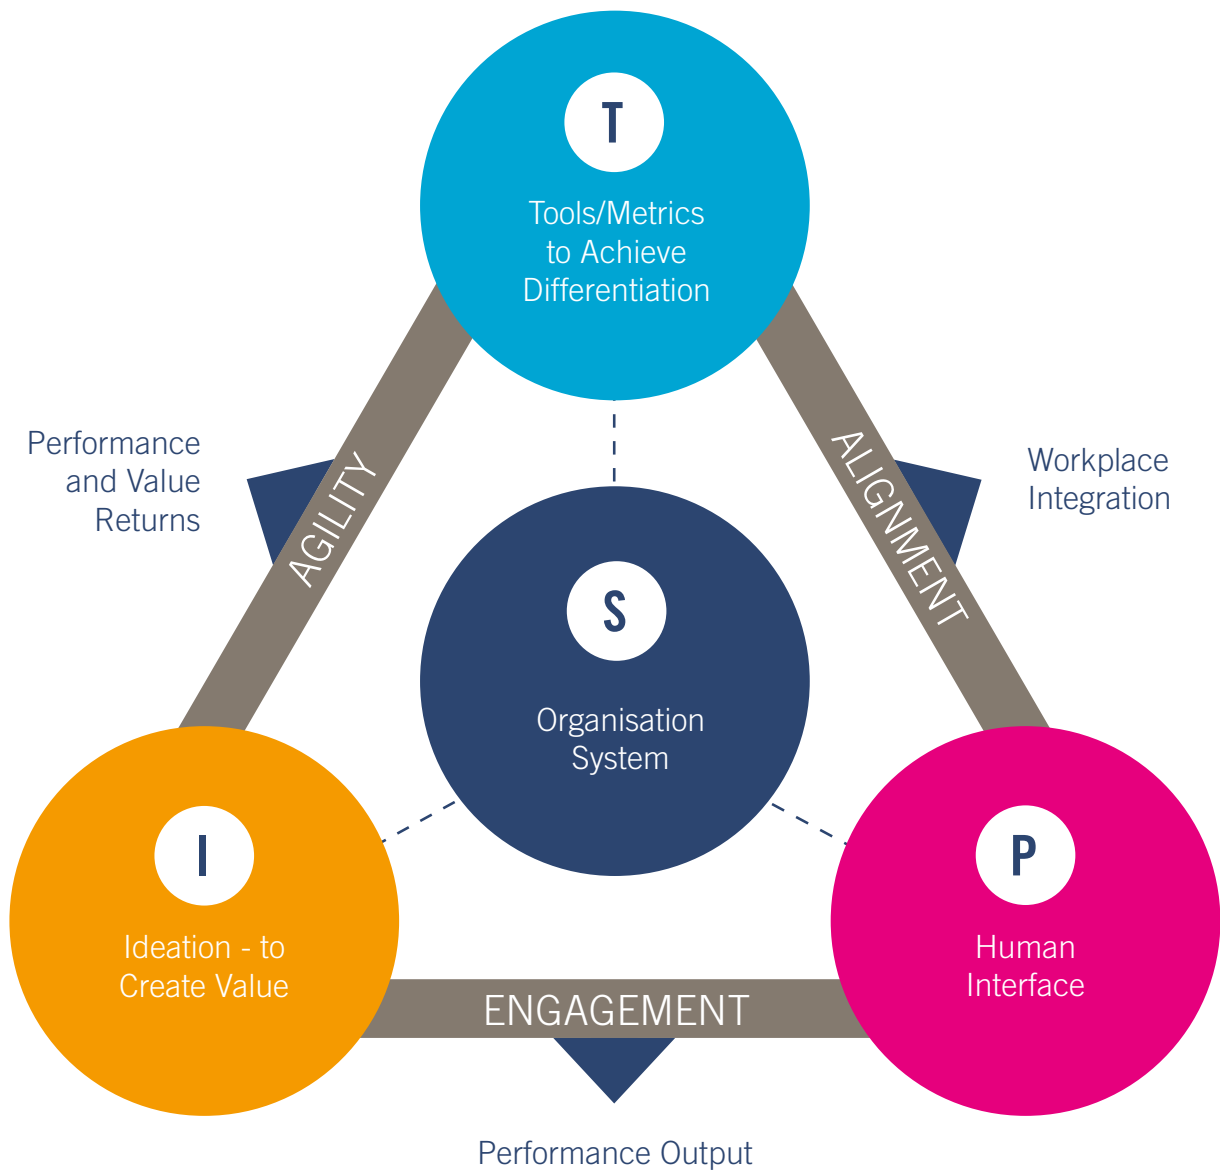 T
Tools/Metrics
to Achieve
Differentiation
Performance
and Value
Returns
AGILITY
ALIGNMENT
Workplace
Integration
S
Organisation
System
I
Ideation - to
Create Value
P
Human
Interface
ENGAGEMENT
Performance Output